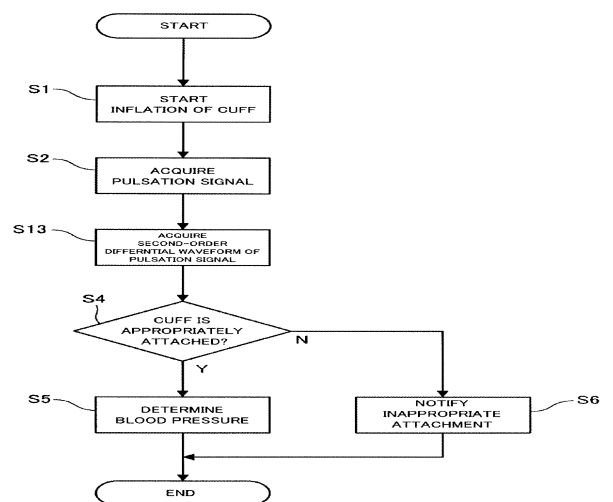 START
S1
START
INFLATION OF CUFF
S2
ACQUIRE
PULSATION SIGNAL
S13
ACQUIRE
SECOND-ORDER
DIFFERNTIAL WAVEFORM OF
PULSATION SIGNAL
S4
CUFF IS
APPROPRIATELY
ATTACHED?
N
Y
S5
DETERMINE
BLOOD PRESSURE
NOTIFY
INAPPROPRIATE
ATTACHMENT
S6
END